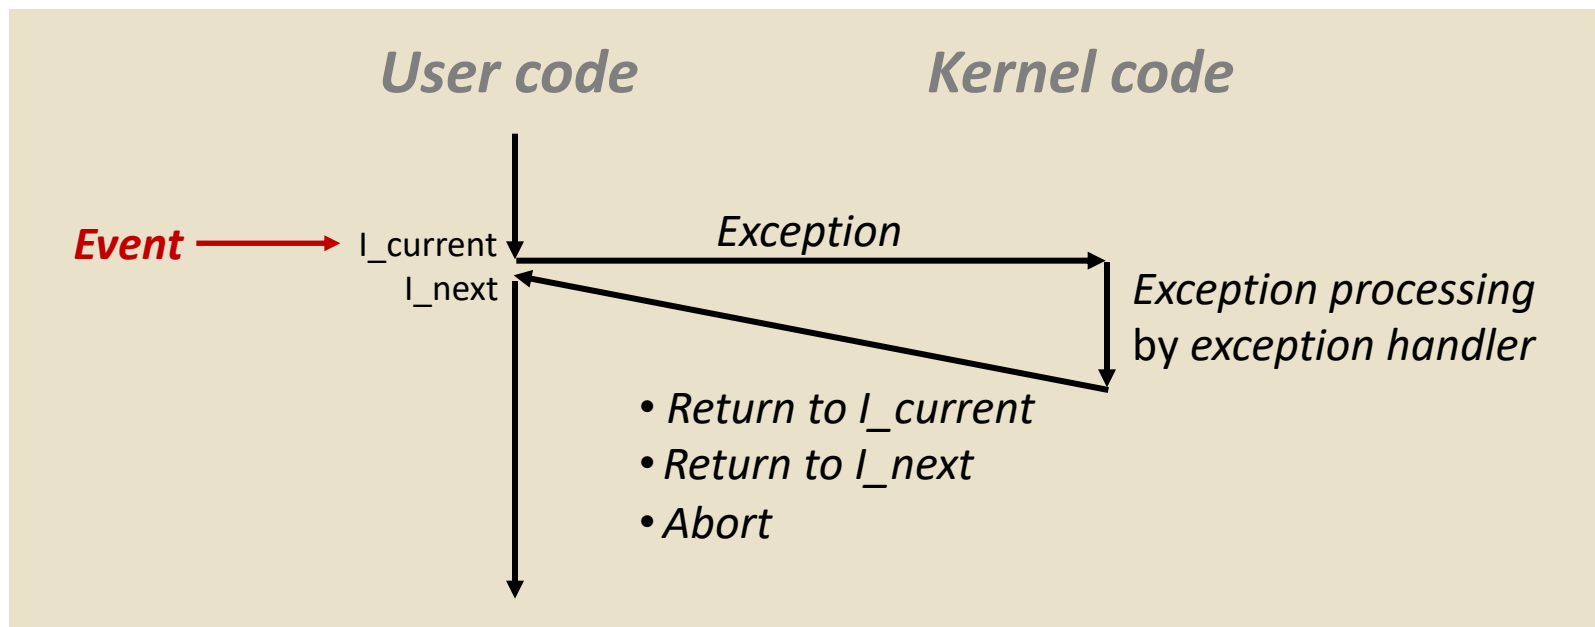 User code
Kernel code
Event
I_current
I_next
Exception
Exception processing
by exception handler
• Return to I_current
• Return to I_next
• Abort